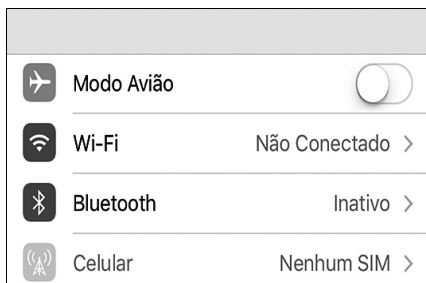 Modo Avião
Wi-Fi Não Conectado
Bluetooth Inativo
Celular Nenhum SIM